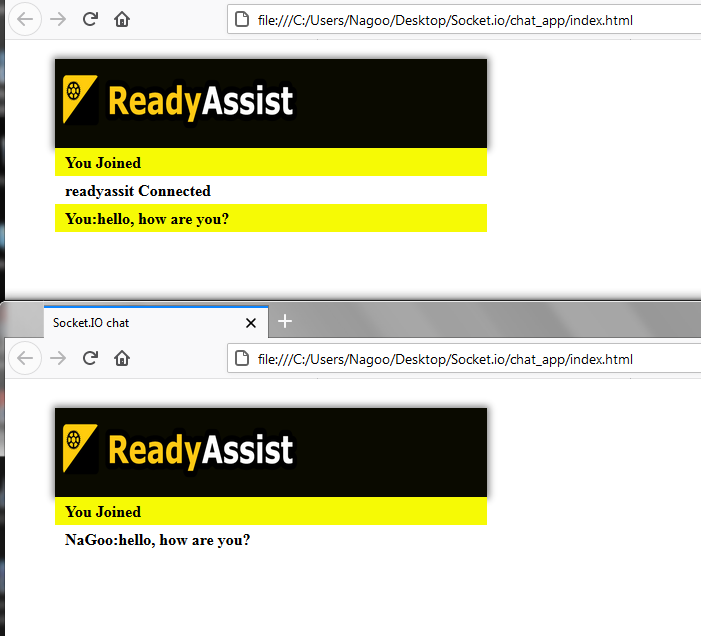 file:///C:/Users/Nagoo/Desktop/Socket.io/chat_app/index.html
ReadyAssist
You Joined
readyassit Connected
You:hello, how are you?
Socket.IO chat
file:///C:/Users/Nagoo/Desktop/Socket.io/chat_app/index.html
ReadyAssist
You Joined
NaGoo:hello, how are you?